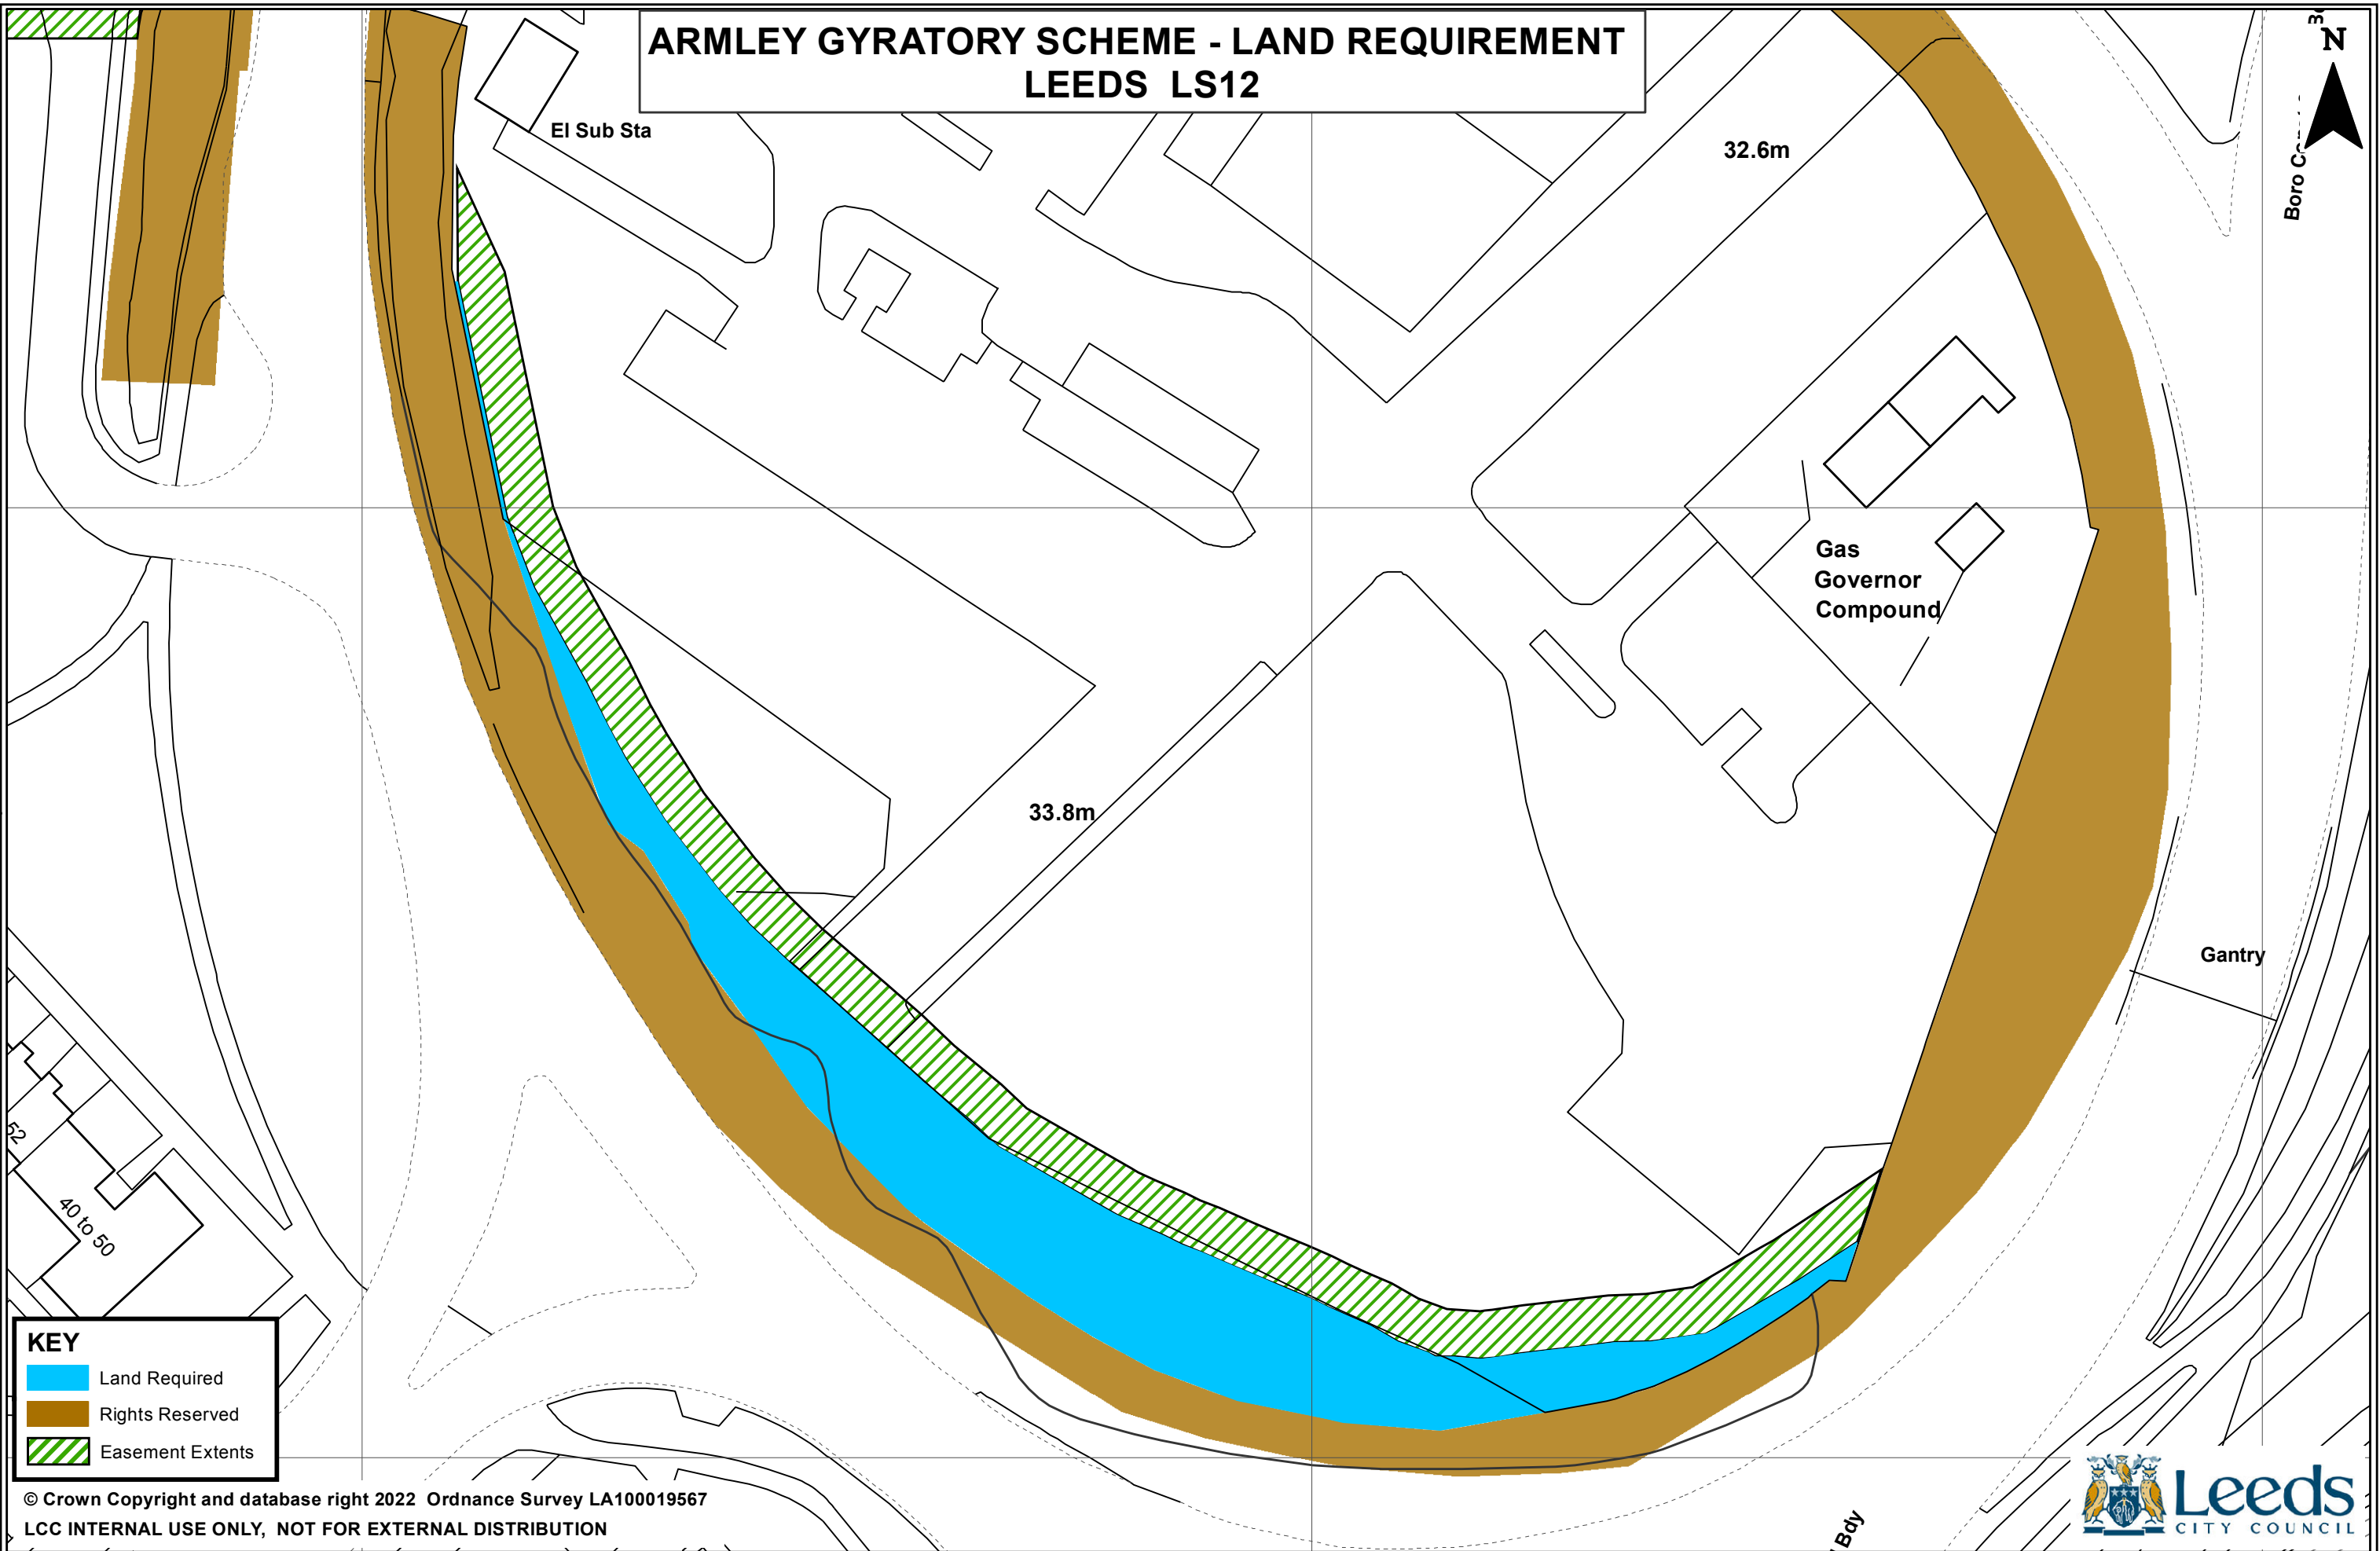 ARMLEY GYRATORY SCHEME - LAND REQUIREMENT
LEEDS LS12
N
El Sub Sta
32.6m
Boro
Gas
Governor
Compound
33.8m
Gantry
52
40 to 50
KEY
Land Required
Rights Reserved
Easement Extents
© Crown Copyright and database right 2022 Ordnance Survey LA100019567
LCC INTERNAL USE ONLY, NOT FOR EXTERNAL DISTRIBUTION
Bdy
Leeds
CITY COUNCIL